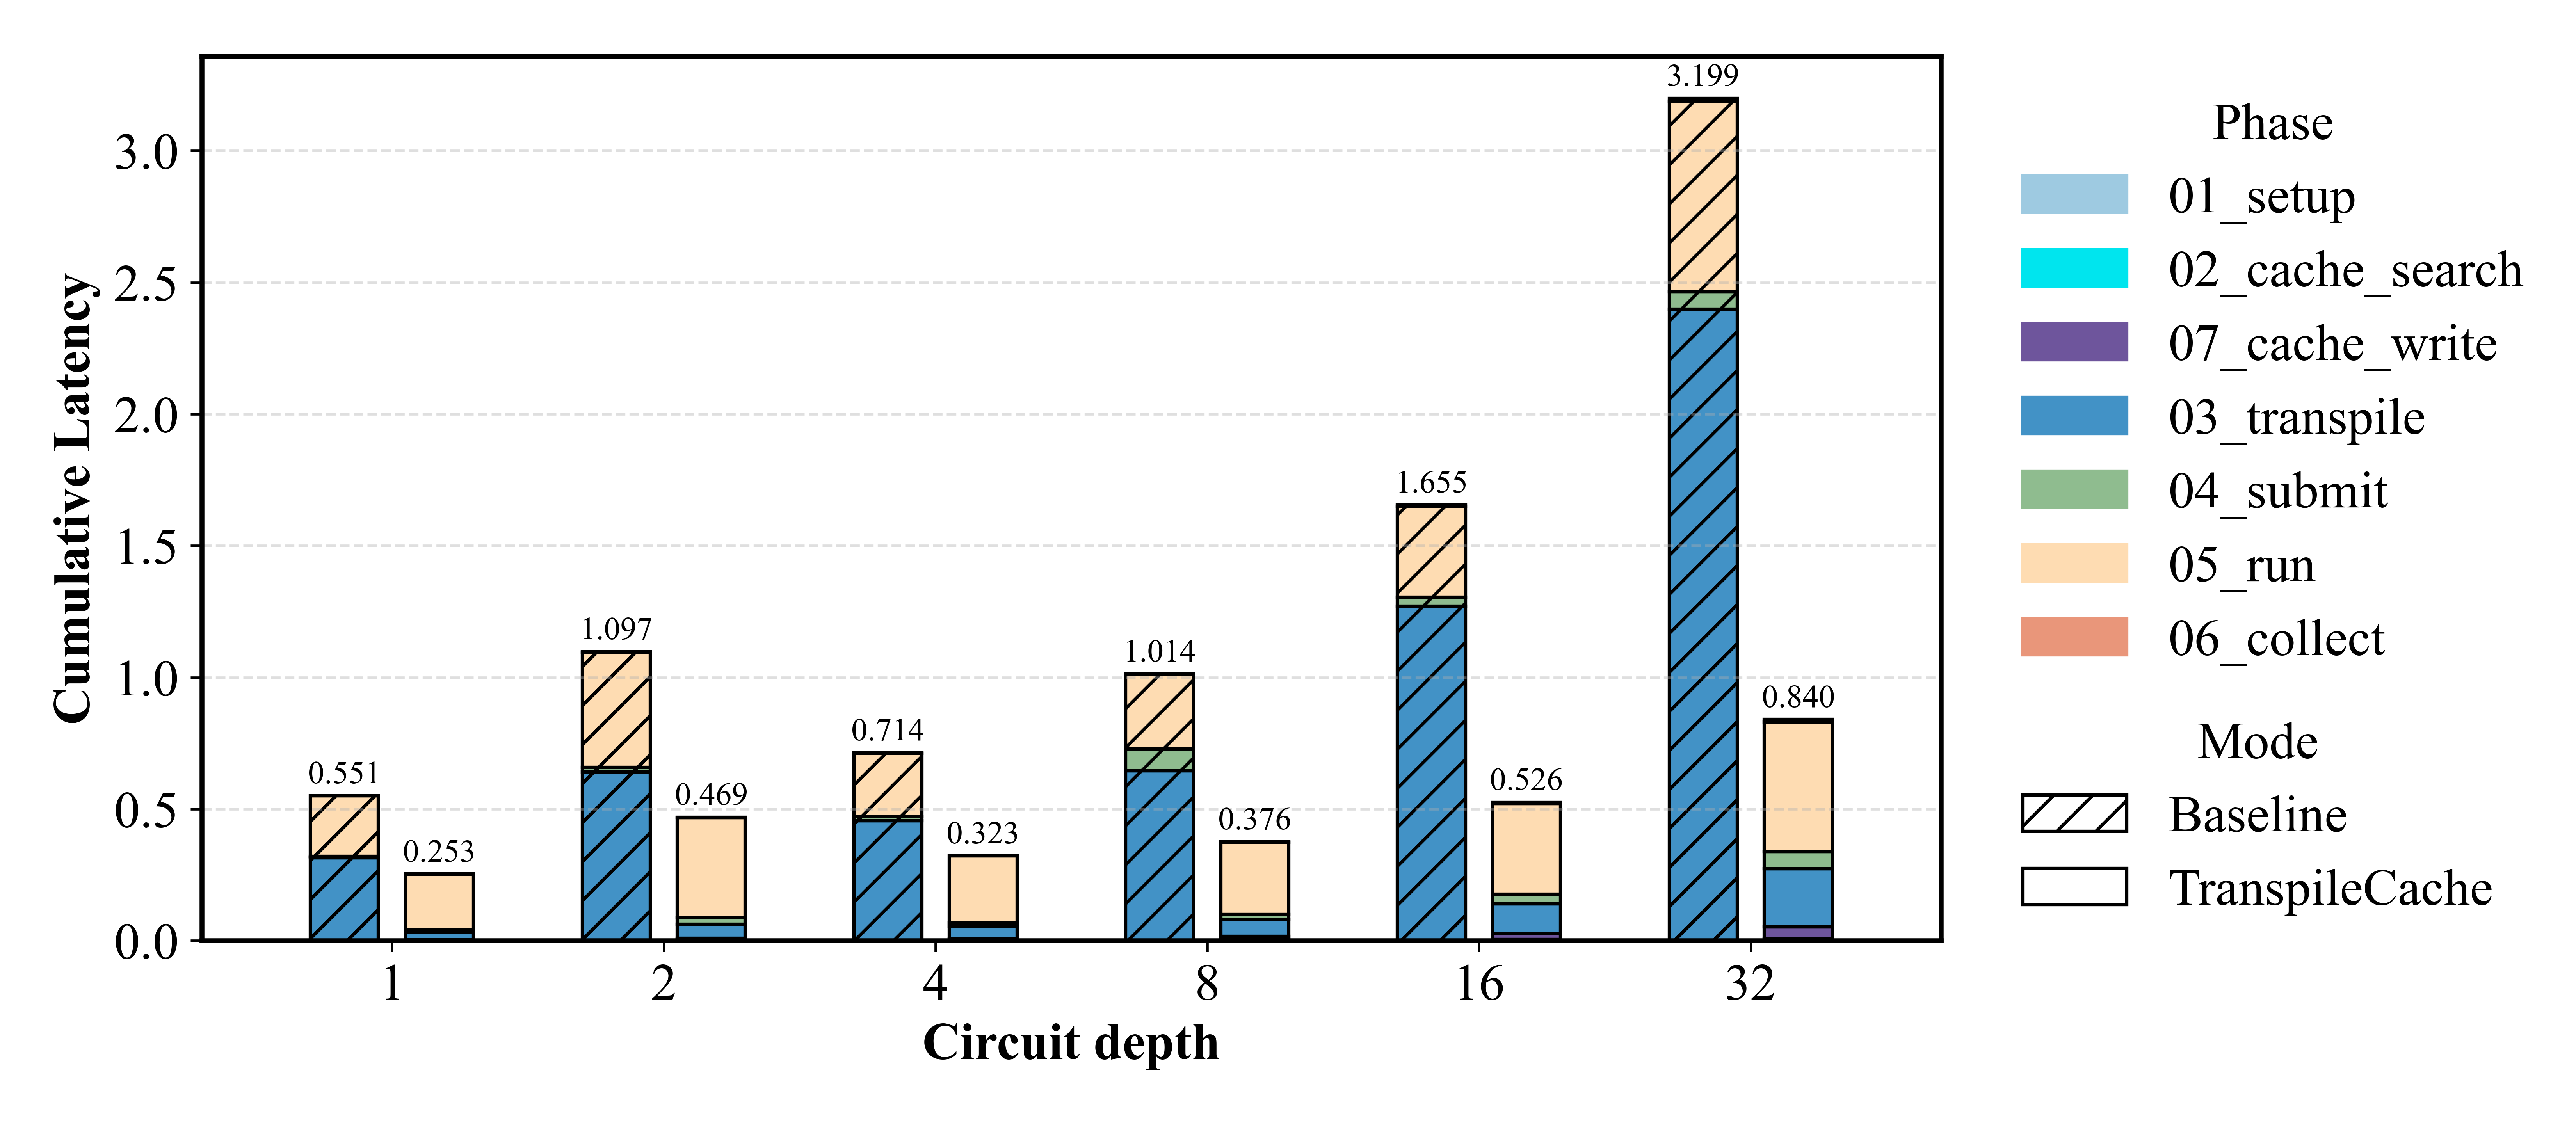 Cumulative Latency
3.0
2.5
2.0
1.5
1.0
0.5
0.0
0.551
0.253
1.097
0.469
0.714
0.323
1.014
0.376
1.655
0.526
3.199
0.840
1
2
4
8
16
32
Circuit depth
Phase
01_setup
02_cache_search
07_cache_write
03_transpile
04_submit
05_run
06_collect
Mode
Baseline
TranspileCache